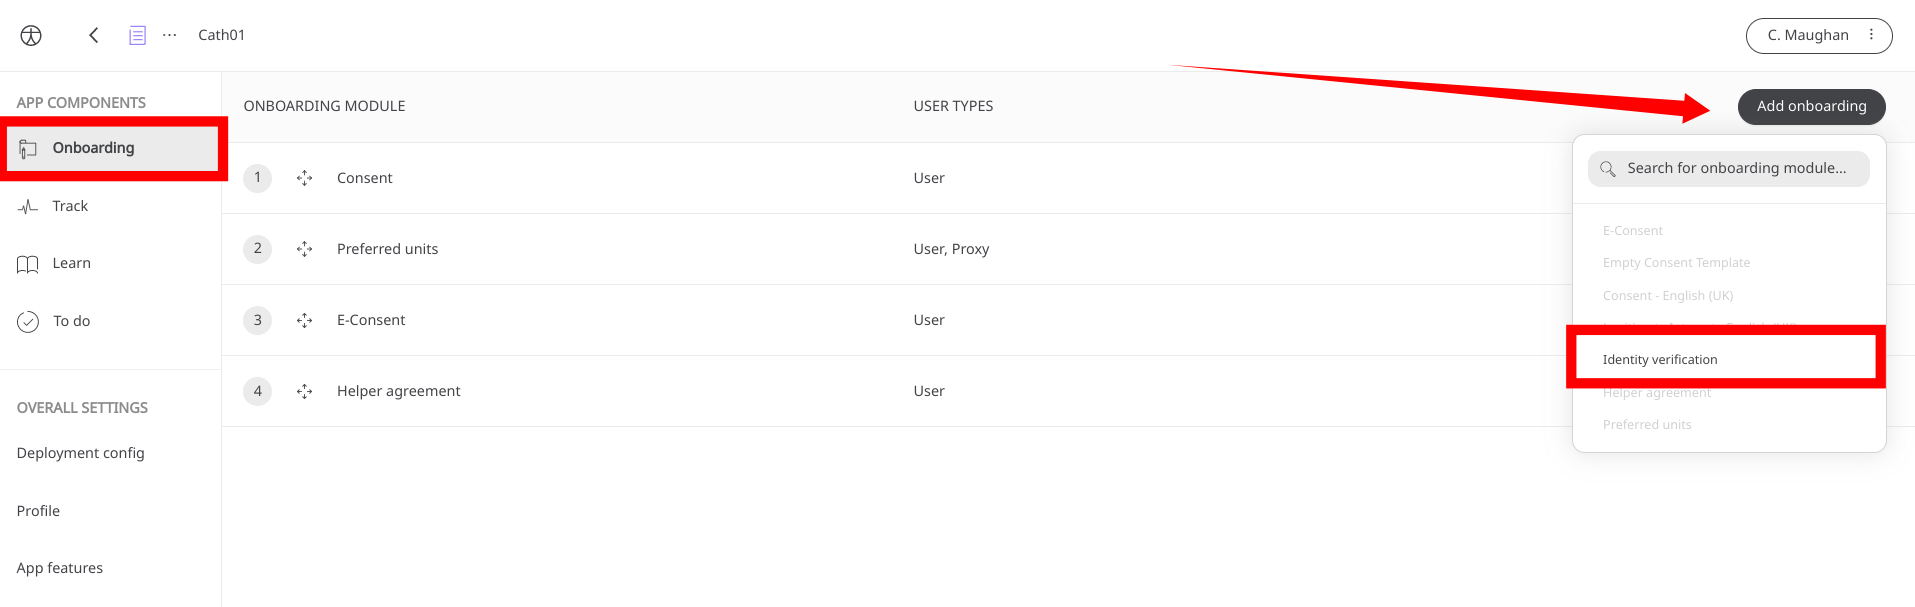 Cath01
C. Maughan
APP COMPONENTS
Onboarding
Track
Learn
To do
OVERALL SETTINGS
Deployment config
Profile
App features
ONBOARDING MODULE
USER TYPES
Add onboarding
1 Consent User
2 Preferred units User, Proxy
3 E-Consent User
4 Helper agreement User
Search for onboarding module...
E-Consent
Empty Consent Template
Consent - English (UK)
Identity verification
Helper agreement
Preferred units